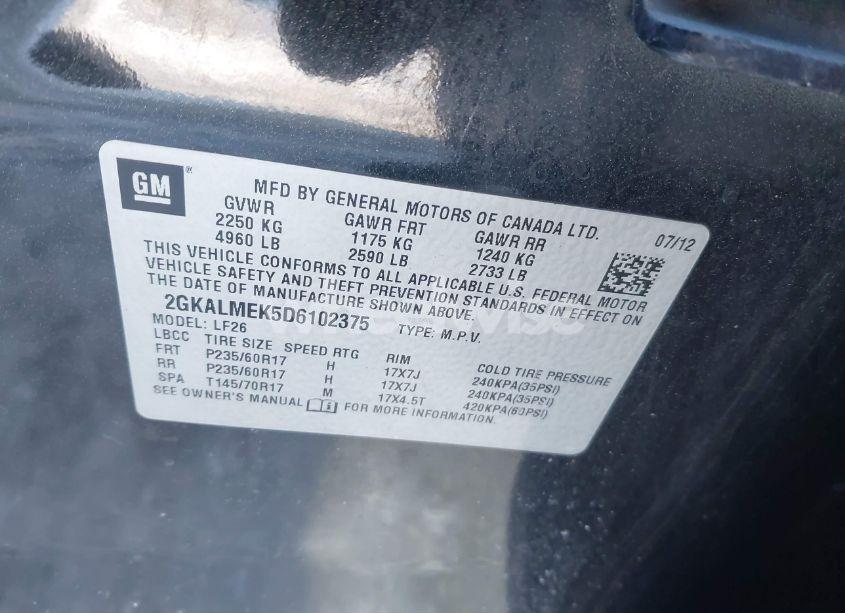 GM®
MFD BY GENERAL MOTORS OF CANADA LTD.
07/12
GVWR GAWR FRT GAWR RR
2250 KG 1175 KG 1240 KG
4960 LB 2590 LB 2733 LB
THIS VEHICLE CONFORMS TO ALL APPLICABLE U.S. FEDERAL MOTOR
VEHICLE SAFETY AND THEFT PREVENTION STANDARDS IN EFFECT ON
THE DATE OF MANUFACTURE SHOWN ABOVE.
2GKALMEK5D6102375 TYPE: M.P.V.
MODEL: LF26
LBCC TIRE SIZE SPEED RTG RIM COLD TIRE PRESSURE
FRT P235/60R17 H 17X7J 240KPA(35PSI)
RR P235/60R17 H 17X7J 240KPA(35PSI)
SPA T145/70R17 M 17X4.5T 420KPA(60PSI)
SEE OWNER'S MANUAL FOR MORE INFORMATION.